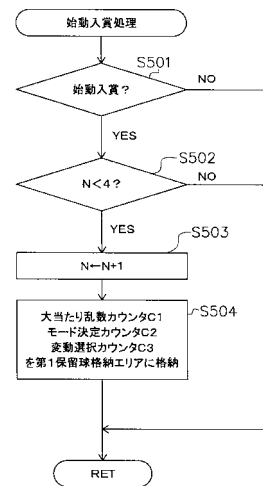 始動入賞処理
S501
始動入賞？
NO
YES
S502
N＜4？
NO
YES
S503
N←N+1
S504
大当たり乱数カウンタC1
モード決定カウンタC2
変動選択カウンタC3
を第1保留球格納エリアに格納
RET